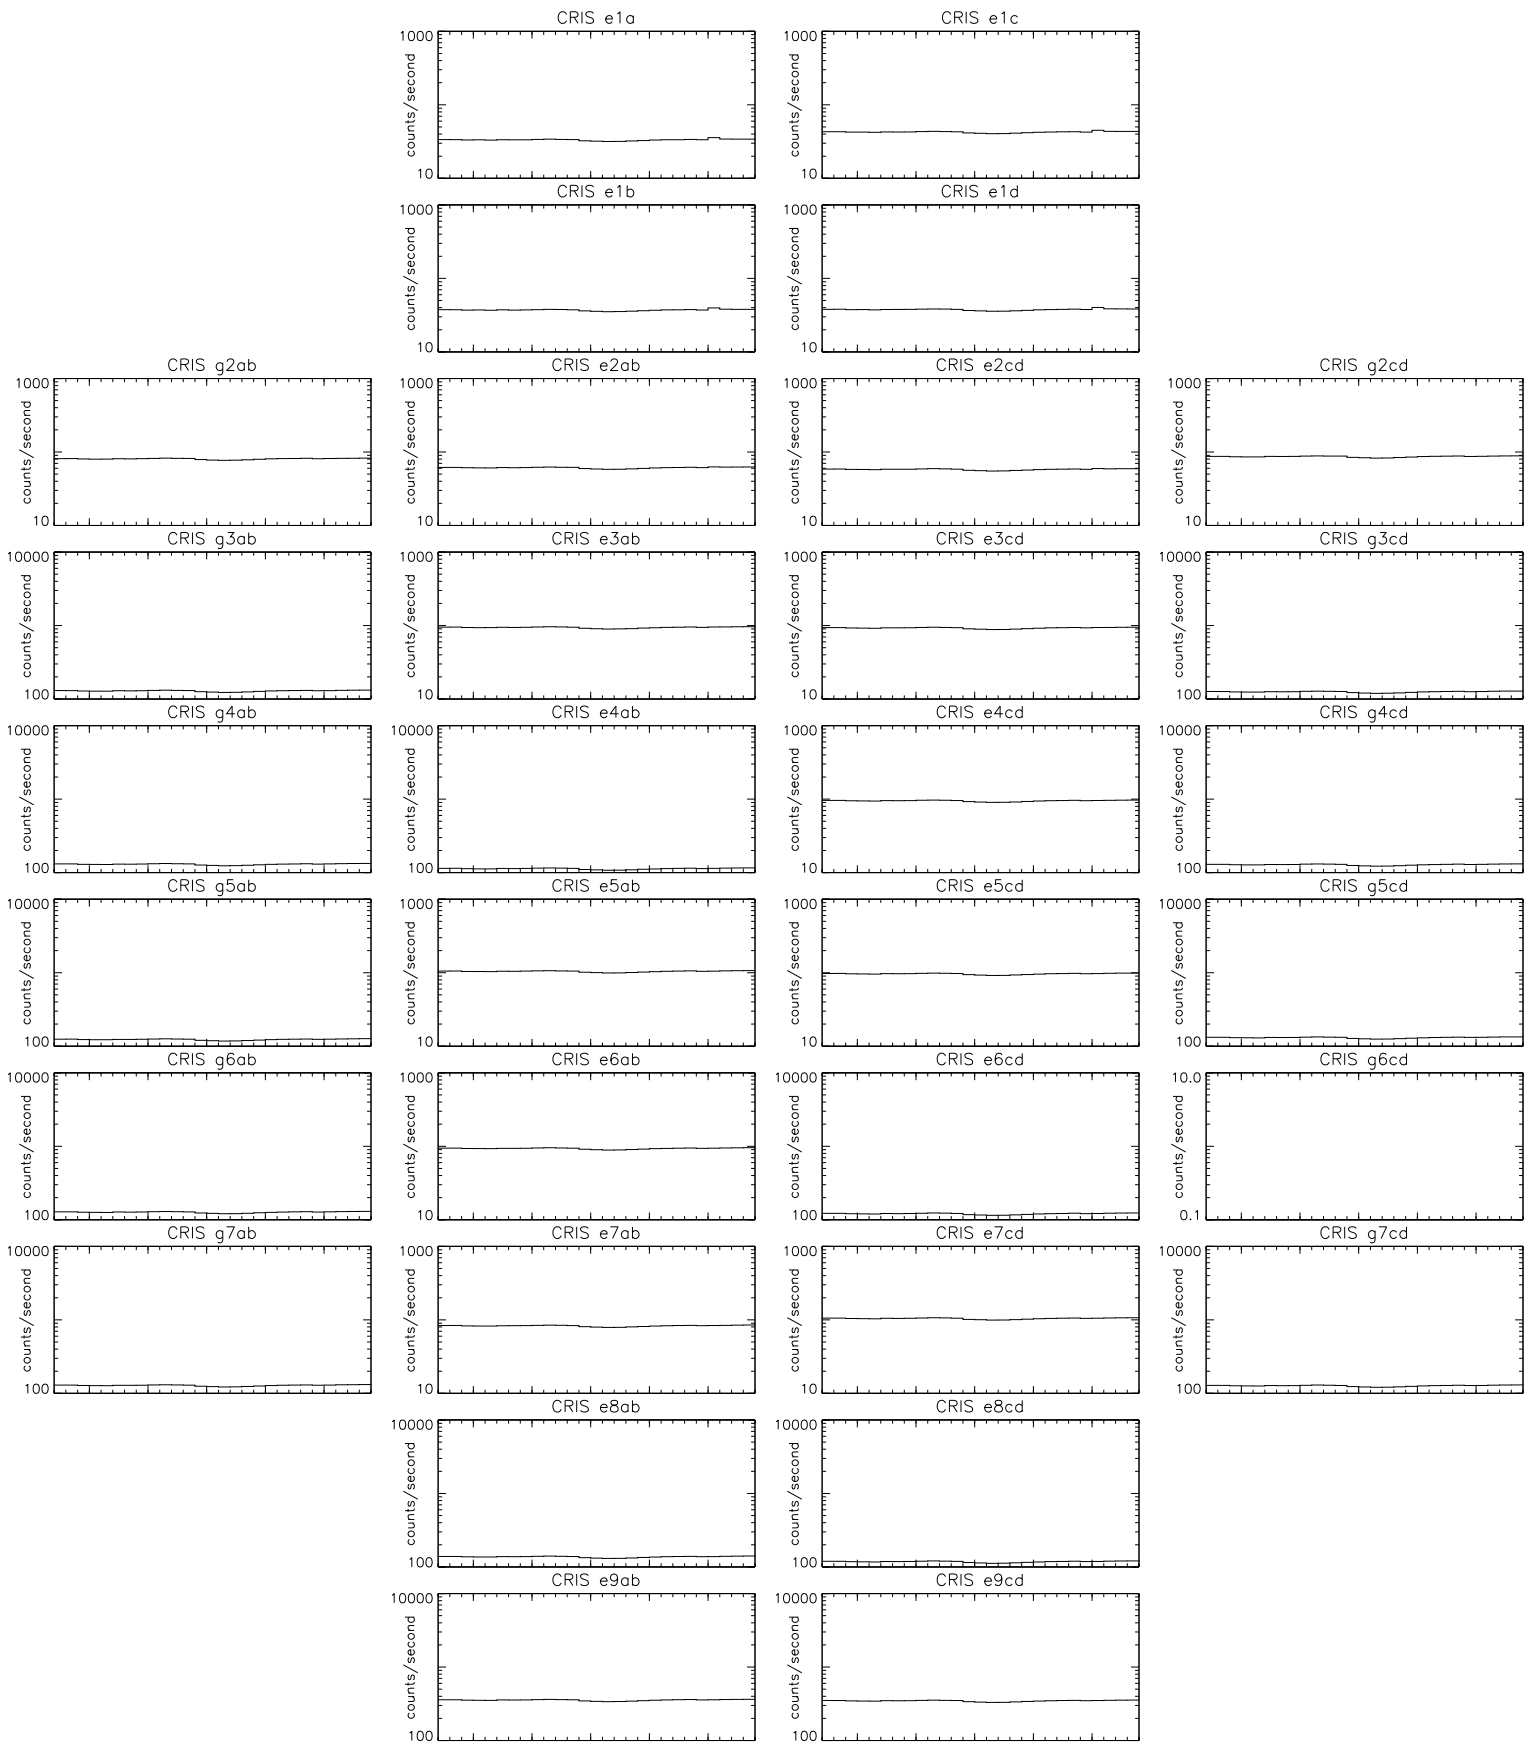 CRIS e1a
1000
counts/second
10
CRIS e1c
1000
counts/second
10
CRIS e1b
1000
counts/second
10
CRIS e1d
1000
counts/second
10
CRIS g2ab
1000
counts/second
10
CRIS e2ab
1000
counts/second
10
CRIS e2cd
1000
counts/second
10
CRIS g2cd
1000
counts/second
10
CRIS g3ab
10000
counts/second
100
CRIS e3ab
1000
counts/second
10
CRIS e3cd
1000
counts/second
10
CRIS g3cd
10000
counts/second
100
CRIS g4ab
10000
counts/second
100
CRIS e4ab
10000
counts/second
100
CRIS e4cd
1000
counts/second
10
CRIS g4cd
10000
counts/second
100
CRIS g5ab
10000
counts/second
100
CRIS e5ab
1000
counts/second
10
CRIS e5cd
1000
counts/second
10
CRIS g5cd
10000
counts/second
100
CRIS g6ab
10000
counts/second
100
CRIS e6ab
1000
counts/second
10
CRIS e6cd
10000
counts/second
100
CRIS g6cd
10.0
counts/second
0.1
CRIS g7ab
10000
counts/second
100
CRIS e7ab
1000
counts/second
10
CRIS e7cd
1000
counts/second
10
CRIS g7cd
10000
counts/second
100
CRIS e8ab
10000
counts/second
100
CRIS e8cd
10000
counts/second
100
CRIS e9ab
10000
counts/second
100
CRIS e9cd
10000
counts/second
100